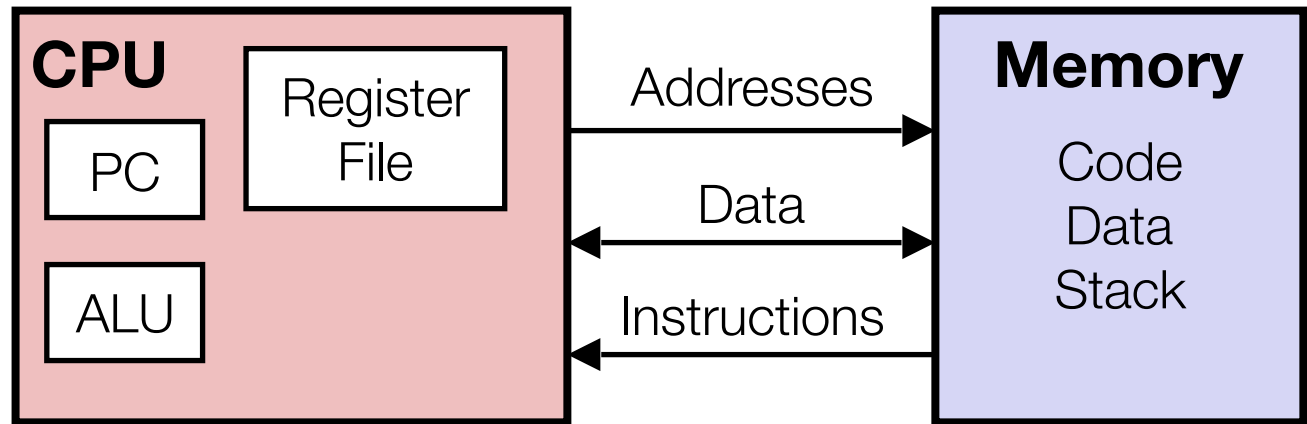 CPU
Register
File
PC
ALU
Addresses
Data
Instructions
Memory
Code
Data
Stack